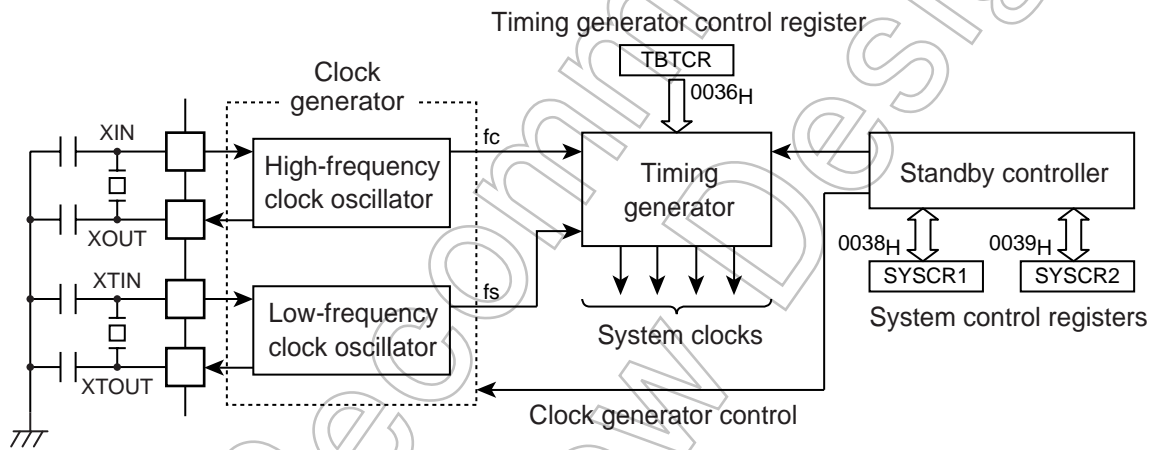 Timing generator control register
TBTCR
0036H
Clock
generator
XIN
High-frequency
clock oscillator
fc
XOUT
Timing
generator
Standby controller
0038H
0039H
SYSCR1
SYSCR2
System control registers
XTIN
Low-frequency
clock oscillator
fs
XTOUT
System clocks
Clock generator control